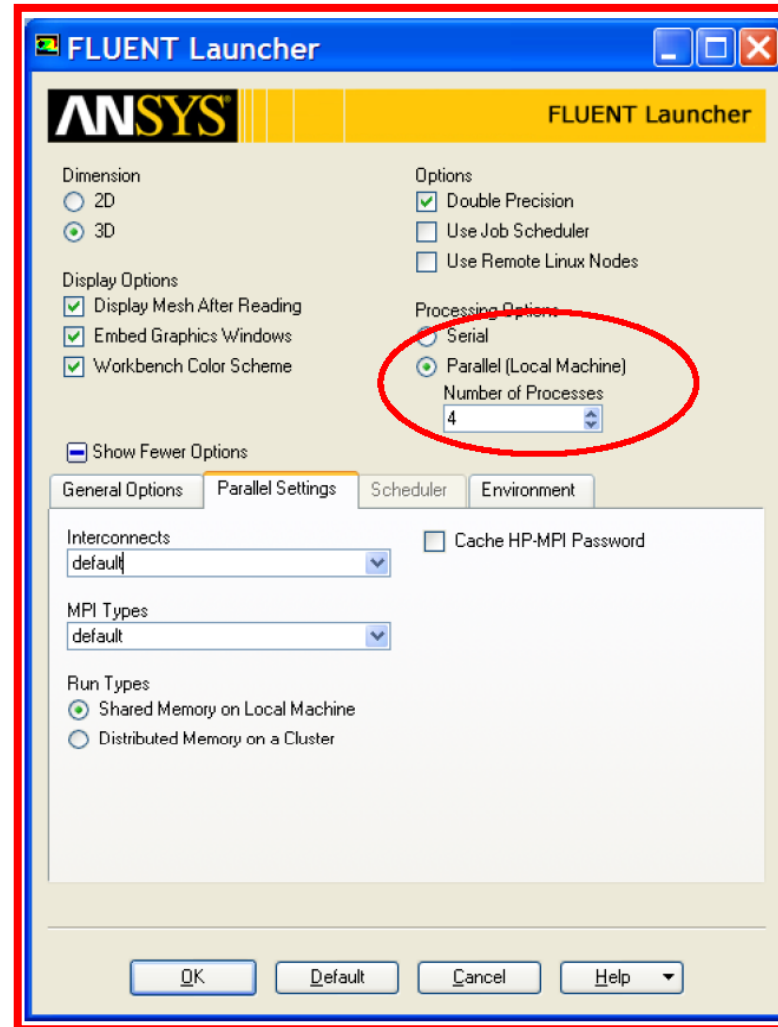 FLUENT Launcher
ANSYS
FLUENT Launcher
Dimension
2D
3D
Display Options
Display Mesh After Reading
Embed Graphics Windows
Workbench Color Scheme
Options
Double Precision
Use Job Scheduler
Use Remote Linux Nodes
Processing Options
Serial
Parallel (Local Machine)
Number of Processes
4
Show Fewer Options
General Options
Parallel Settings
Scheduler
Environment
Interconnects
default
Cache HP-MPI Password
MPI Types
default
Run Types
Shared Memory on Local Machine
Distributed Memory on a Cluster
OK
Default
Cancel
Help